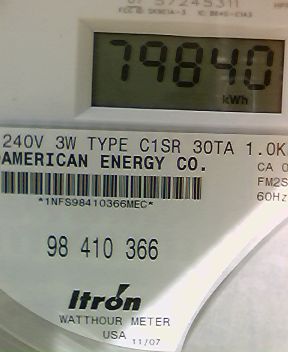 79840
kWh
240V 3W TYPE C1SR 30TA 1.0K
AMERICAN ENERGY CO.
CA 0
FM2S
60Hz
*1NFS98410366MEC*
98 410 366
Itron
WATTHOUR METER
USA 11/07